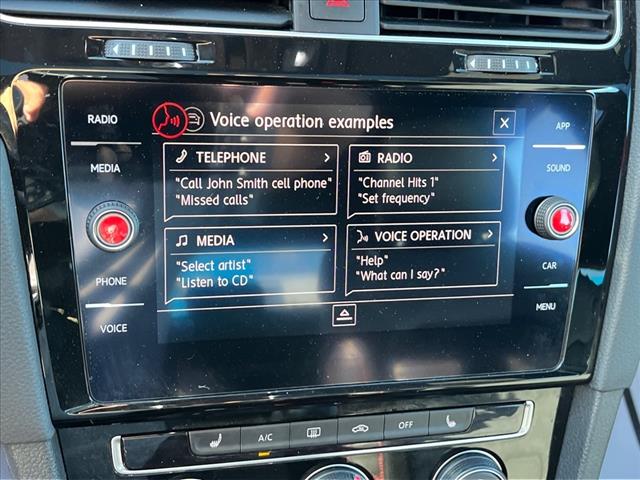 Voice operation examples X
RADIO
MEDIA
PHONE
VOICE
TELEPHONE >
"Call John Smith cell phone"
"Missed calls"
RADIO >
"Channel Hits 1"
"Set frequency"
MEDIA >
"Select artist"
"Listen to CD"
VOICE OPERATION >
"Help"
"What can I say?"
APP
SOUND
CAR
MENU
A/C
OFF